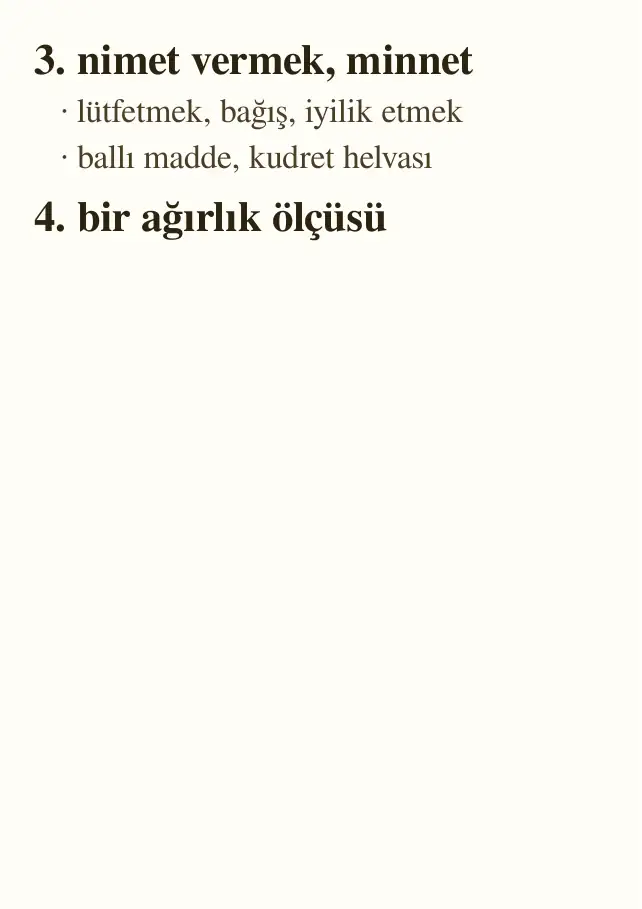 3. nimet vermek, minnet
· lütfetmek, bağış, iyilik etmek
· ballı madde, kudret helvası
4. bir ağırlık ölçüsü